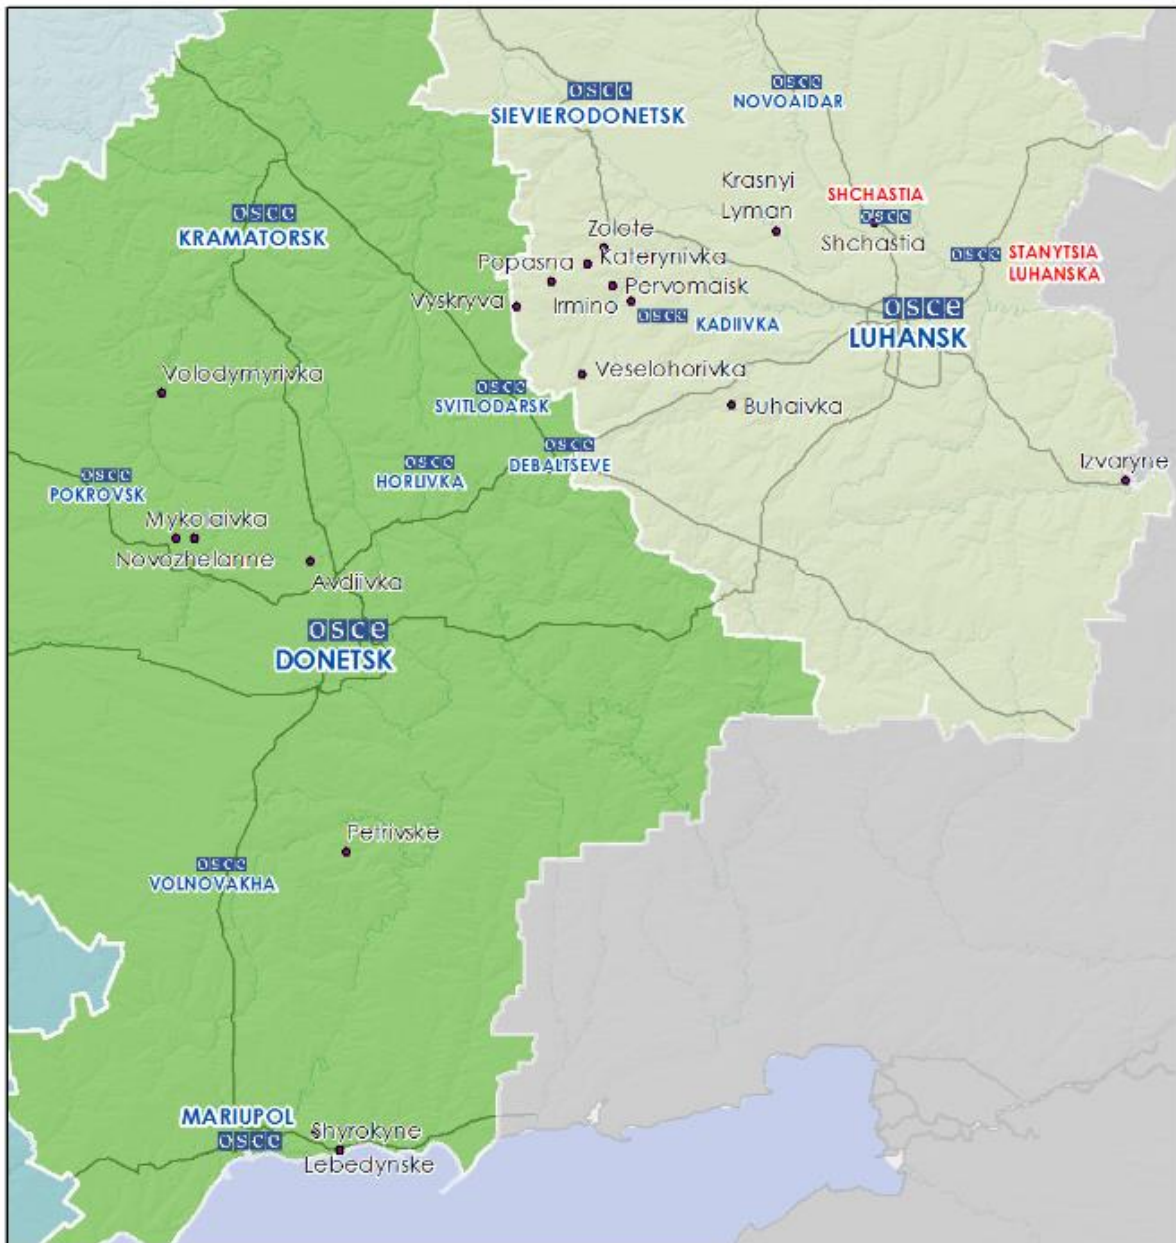 osce
SIEVIERODONETSK
osce
NOVOAIDAR
Krasnyi
Lyman
SHCHASTIA
osce
Shchastia
osce
KRAMATORSK
Zolote
Katerynivka
Popasna
osce
STANYTSIA
LUHANSKA
Pervomaisk
Vyskryva
Irmino
osce
KADIIVKA
osce
LUHANSK
Volodymyrivka
Veselohorivka
osce
SVITLODARSK
Buhaivka
osce
DEBALTSEVE
osce
HORLIVKA
Izvaryne
osce
POKROVSK
Mykolaivka
Novozhelanne
Avdiivka
osce
DONETSK
Petrivske
osce
VOLNOVAKHA
MARIUPOL
osce
Shyrokyne
Lebedynske